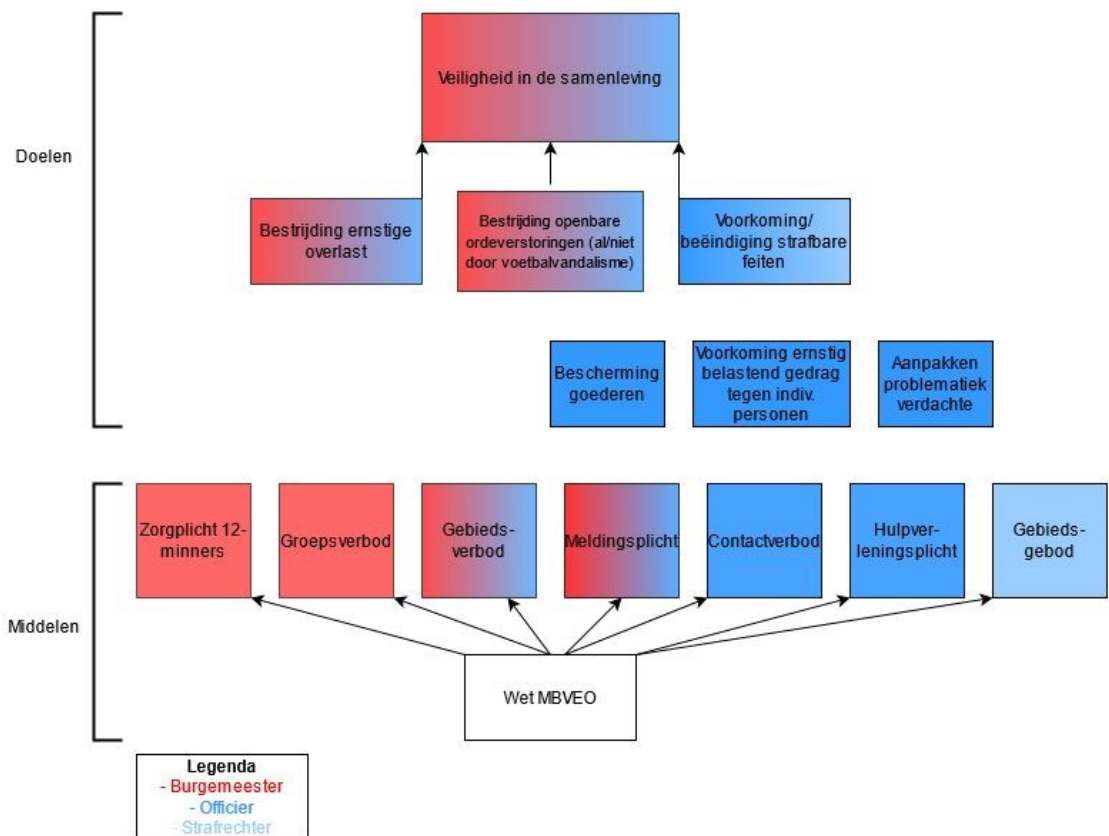 Doelen
Veiligheid in de samenleving
Bestrijding ernstige
overlast
Bestrijding openbare
ordeverstoringen (al/niet
door voetbalvandalisme)
Voorkoming/
beëindiging strafbare
feiten
Bescherming
goederen
Voorkoming ernstig
belastend gedrag
tegen indiv.
personen
Aanpakken
problematiek
verdachte
Middelen
Zorgplicht 12-
minners
Groepsverbod
Gebieds-
verbod
Meldingsplicht
Contactverbod
Hulpver-
leningsplicht
Gebieds-
gebod
Wet MBVEO
Legenda
- Burgemeester
- Officier
- Strafrechter